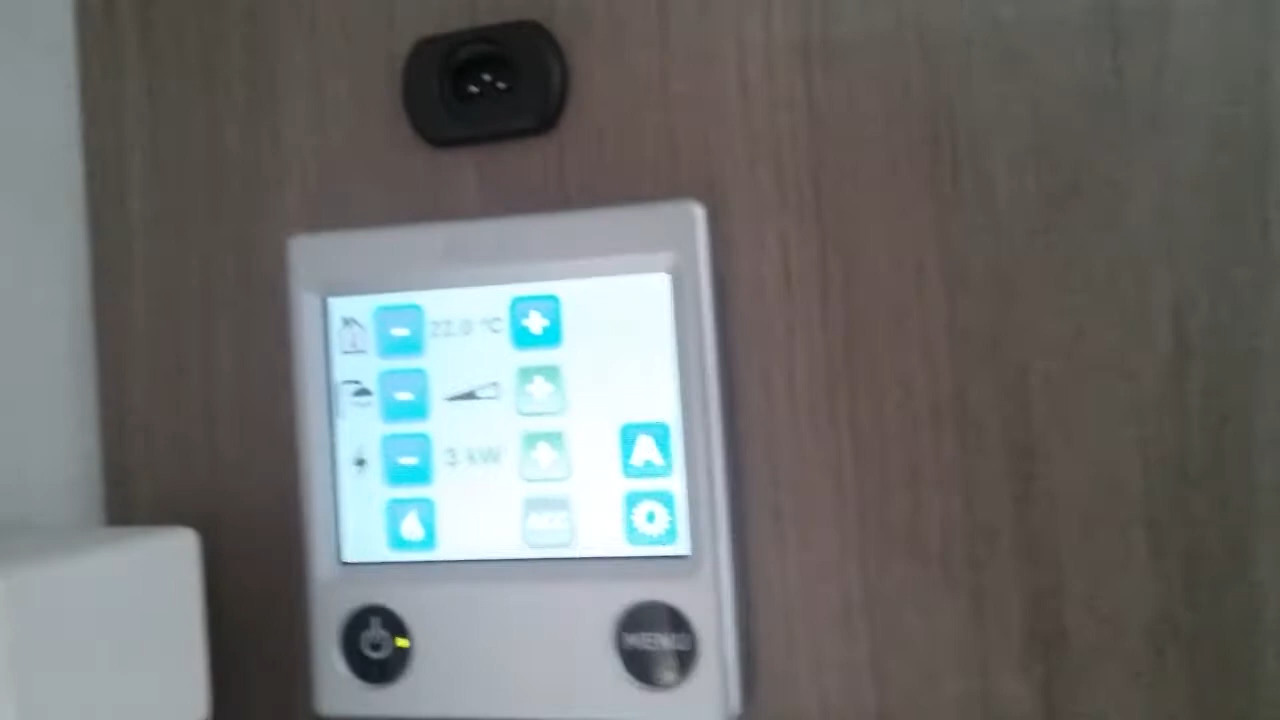 - 22.0 °C +
- +
- 3 kW +
A
MENU